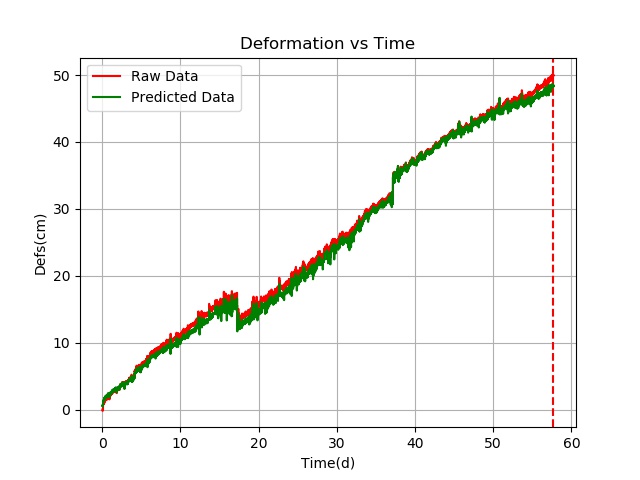 Deformation vs Time
Raw Data
Predicted Data
50
40
30
20
10
0
Defs(cm)
0 10 20 30 40 50 60
Time(d)